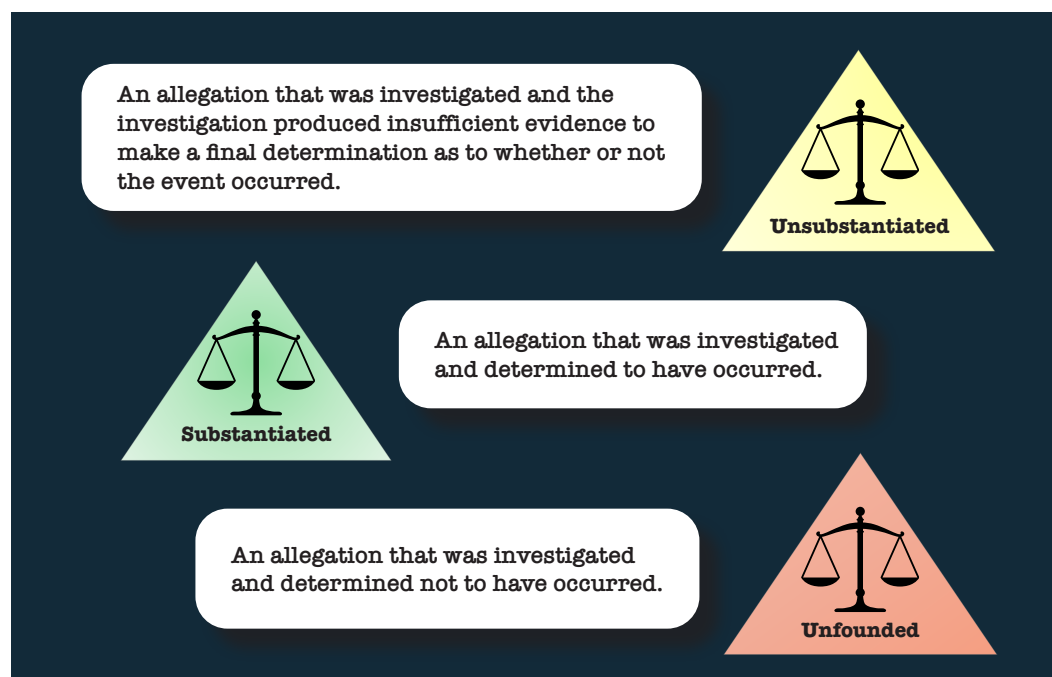 An allegation that was investigated and the
investigation produced insufficient evidence to
make a final determination as to whether or not
the event occurred.
Unsubstantiated
An allegation that was investigated
and determined to have occurred.
Substantiated
An allegation that was investigated
and determined not to have occurred.
Unfounded